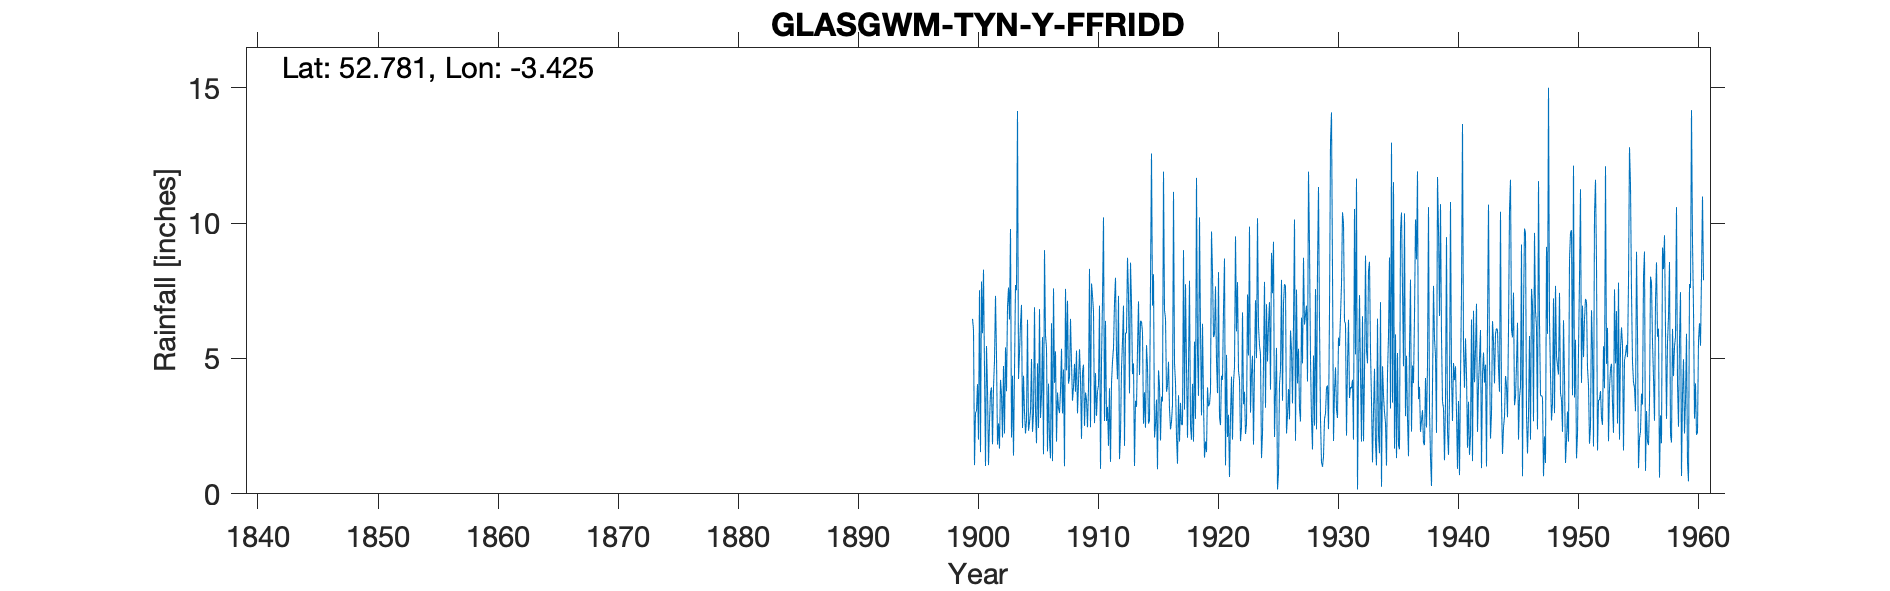 GLASGWM-TYN-Y-FFRIDD
Lat: 52.781, Lon: -3.425
15
10
5
0
Rainfall [inches]
1840 1850 1860 1870 1880 1890 1900 1910 1920 1930 1940 1950 1960
Year